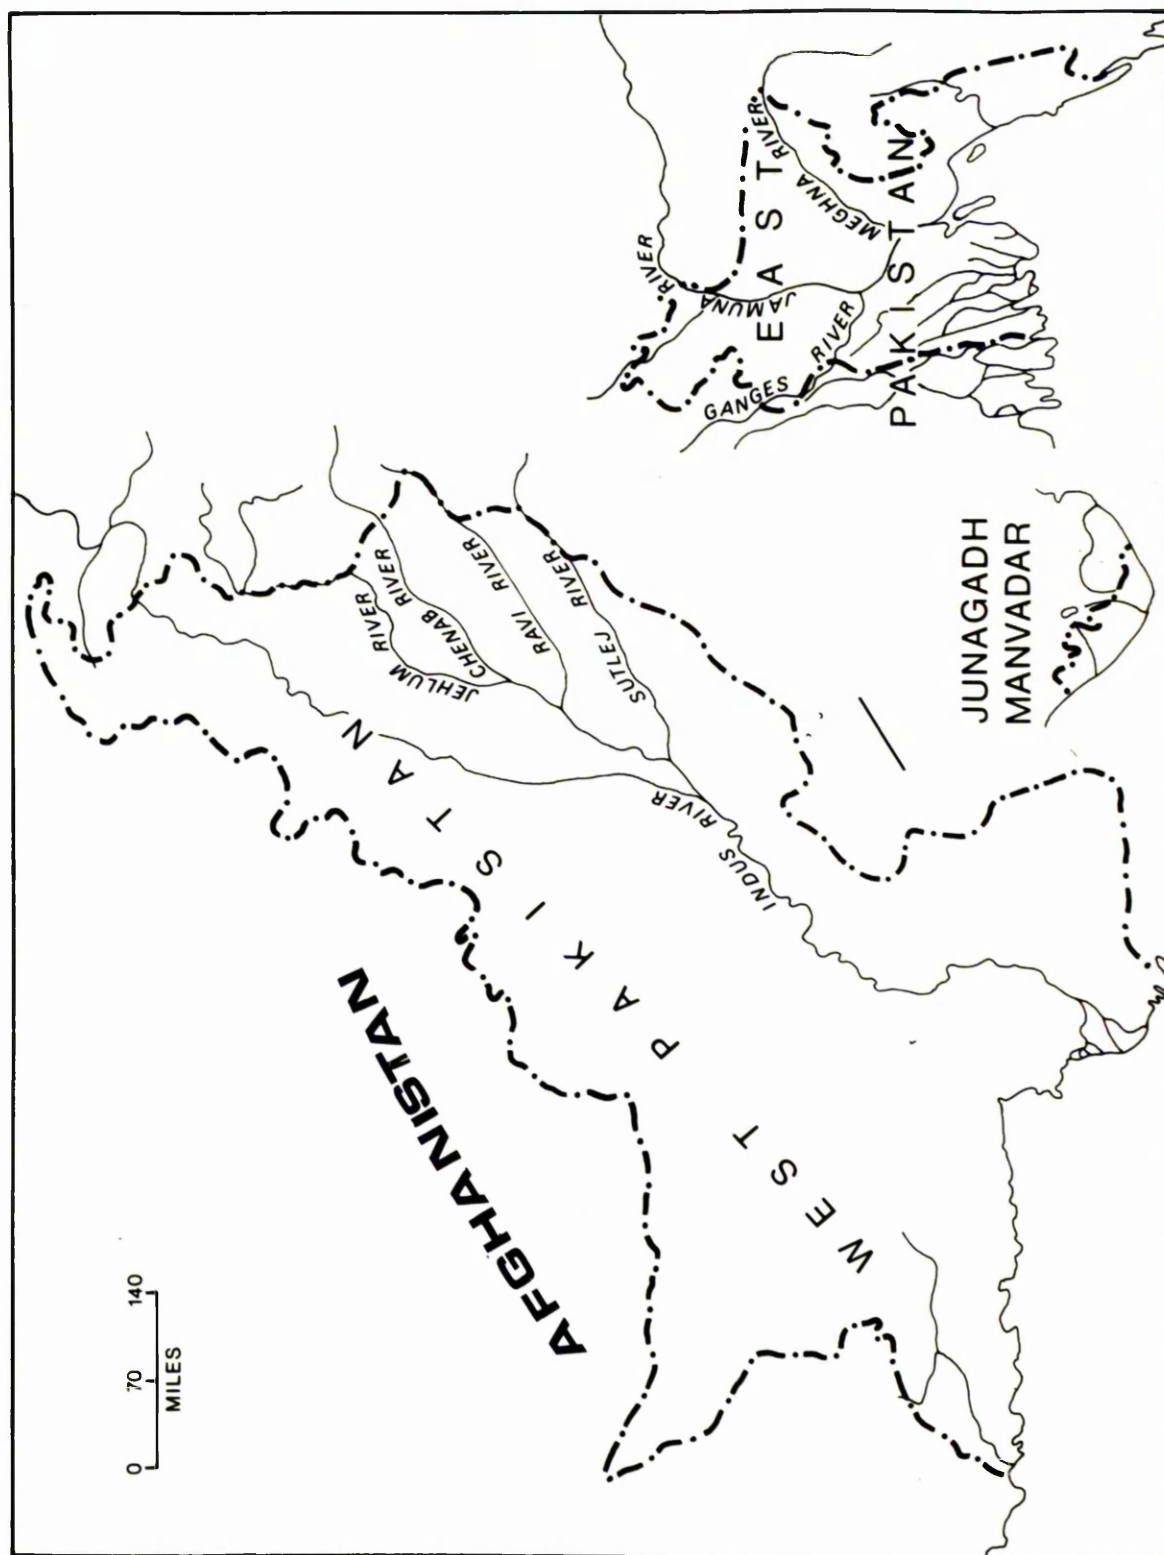 0 70 140
MILES
AFGHANISTAN
WEST PAKISTAN
JEHLUM RIVER
CHENAB RIVER
RAVI RIVER
SUTLEJ RIVER
INDUS RIVER
JUNAGADH
MANVADAR
EAST
PAKISTAN
RIVER
JAMUNA
GANGES RIVER
MEGHNA RIVER